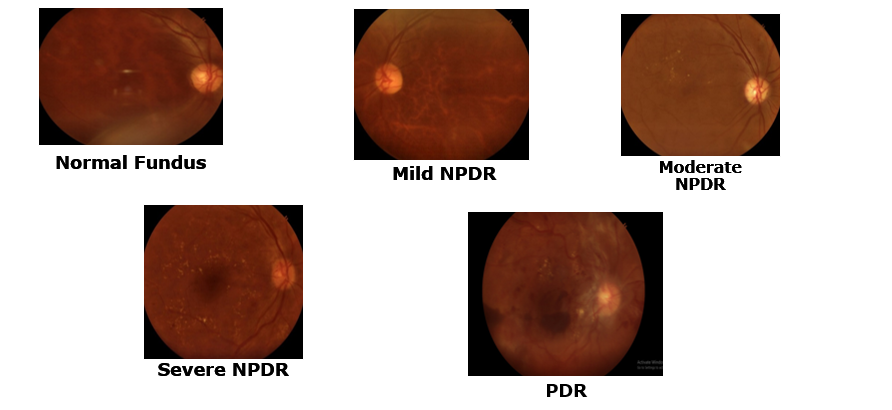 Normal Fundus
Mild NPDR
Moderate
NPDR
Severe NPDR
PDR